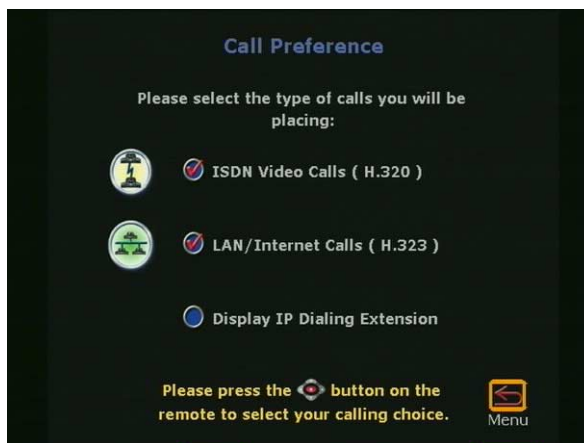 Call Preference
Please select the type of calls you will be
placing:
ISDN Video Calls ( H.320 )
LAN/Internet Calls ( H.323 )
Display IP Dialing Extension
Please press the button on the
remote to select your calling choice.
Menu